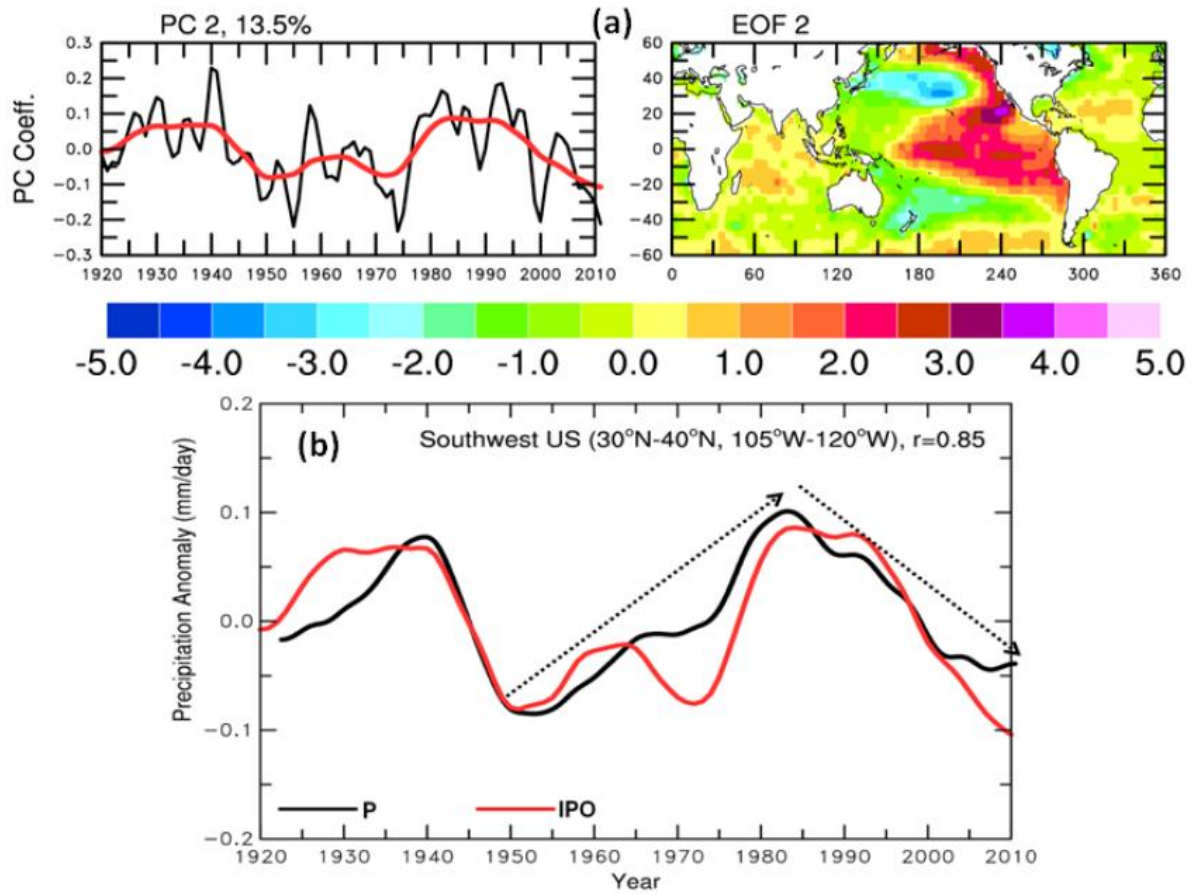 PC 2, 13.5%
(a)
EOF 2
PC Coeff.
0.3
0.2
0.1
0.0
−0.1
−0.2
−0.3
1920 1930 1940 1950 1960 1970 1980 1990 2000 2010
60
40
20
0
−20
−40
−60
0 60 120 180 240 300 360
-5.0 -4.0 -3.0 -2.0 -1.0 0.0 1.0 2.0 3.0 4.0 5.0
(b)
Southwest US (30°N-40°N, 105°W-120°W), r=0.85
Precipitation Anomaly (mm/day)
0.2
0.1
0.0
−0.1
−0.2
P
IPO
1920 1930 1940 1950 1960 1970 1980 1990 2000 2010
Year